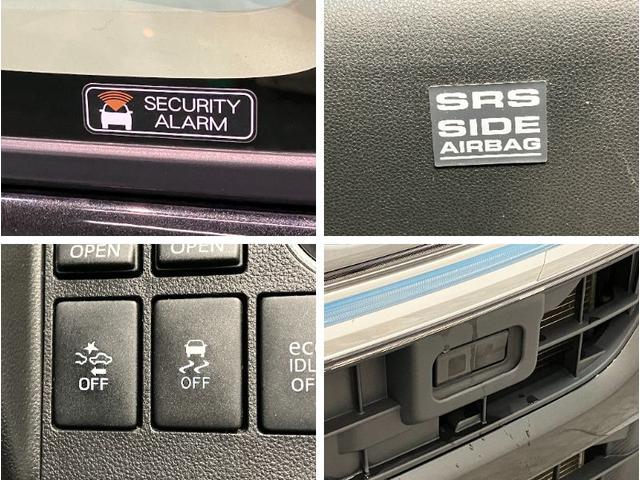 SECURITY
ALARM
SRS
SIDE
AIRBAG
OPEN
OPEN
OFF
OFF
eco
IDL
OF